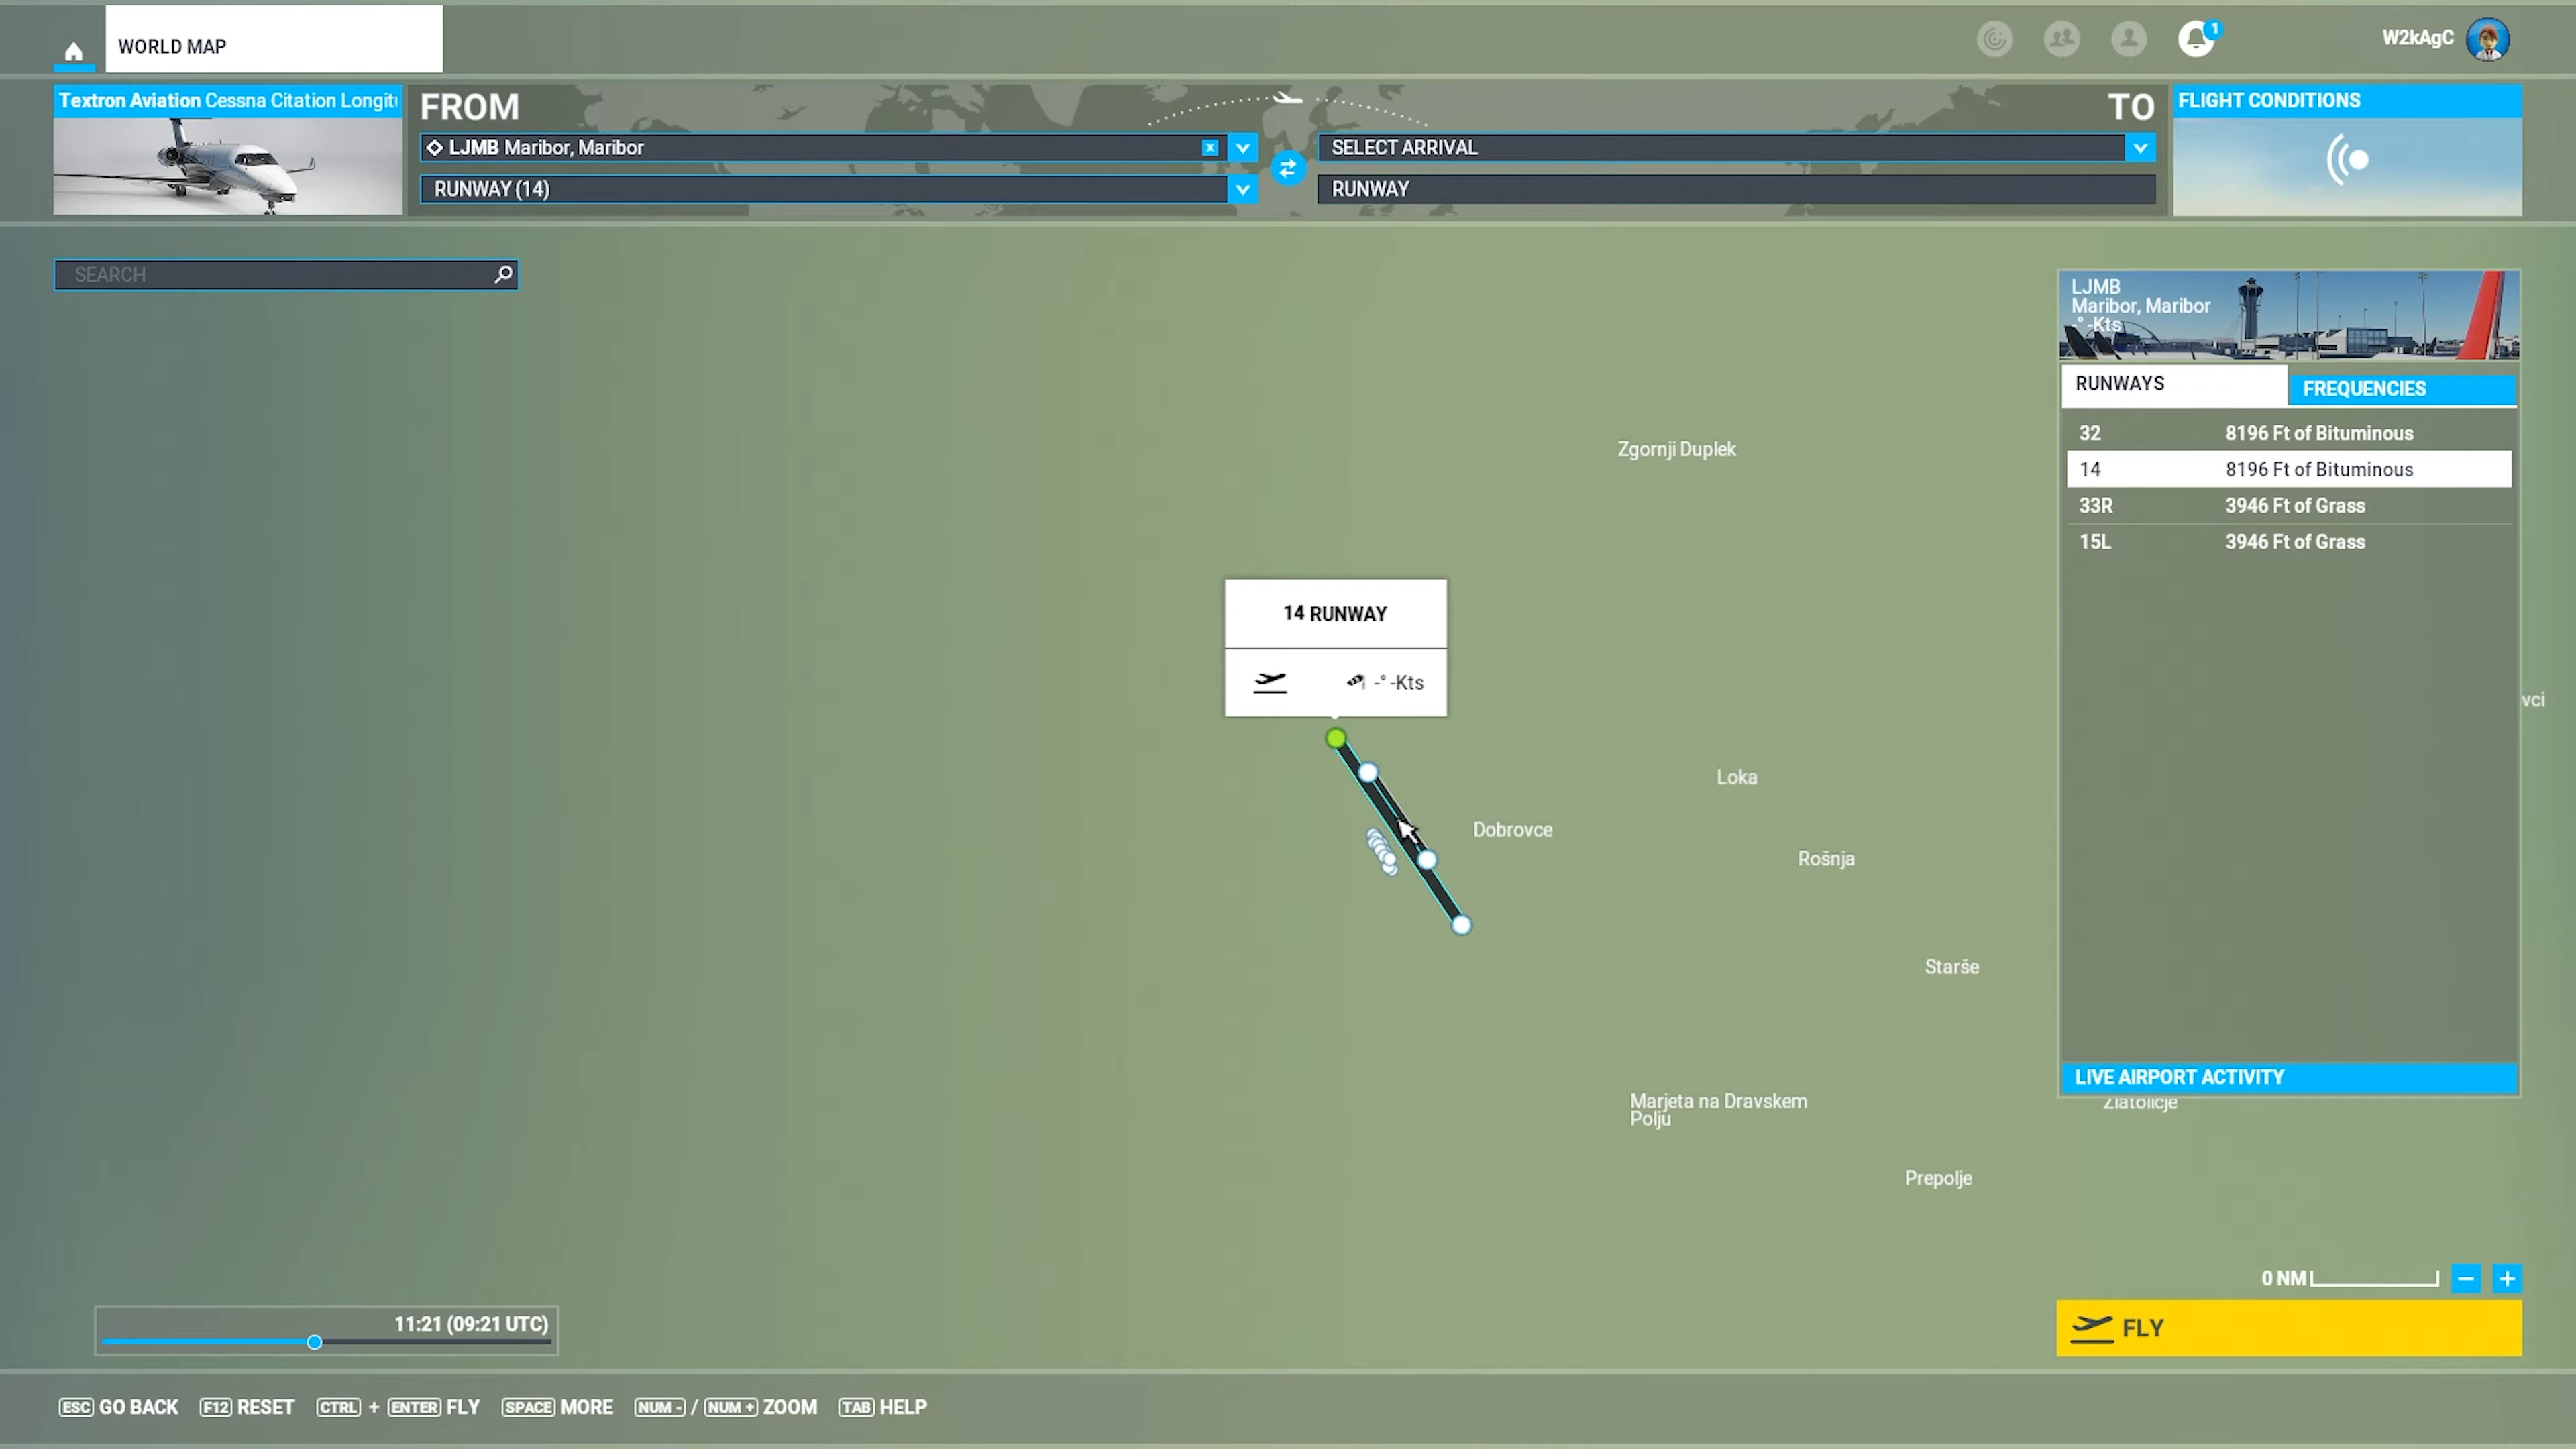 WORLD MAP
1
W2kAgC
Textron Aviation Cessna Citation Longit
FROM
TO
FLIGHT CONDITIONS
LJMB Maribor, Maribor
x
SELECT ARRIVAL
RUNWAY (14)
RUNWAY
SEARCH
LJMB
Maribor, Maribor
-° -Kts
RUNWAYS
FREQUENCIES
32 8196 Ft of Bituminous
14 8196 Ft of Bituminous
33R 3946 Ft of Grass
15L 3946 Ft of Grass
Zgornji Duplek
14 RUNWAY
-° -Kts
vci
Loka
Dobrovce
Rošnja
Starše
LIVE AIRPORT ACTIVITY
Marjeta na Dravskem
Polju
Zlatoličje
Prepolje
0 NM
11:21 (09:21 UTC)
FLY
ESC GO BACK F12 RESET CTRL + ENTER FLY SPACE MORE NUM - / NUM + ZOOM TAB HELP